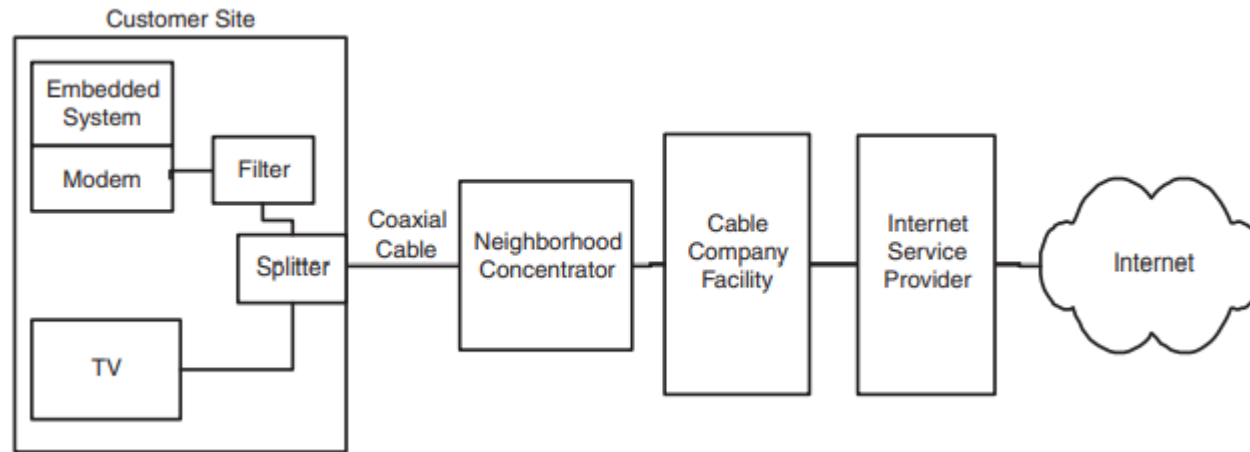 Customer Site
Embedded
System
Modem
Filter
Splitter
TV
Coaxial
Cable
Neighborhood
Concentrator
Cable
Company
Facility
Internet
Service
Provider
Internet